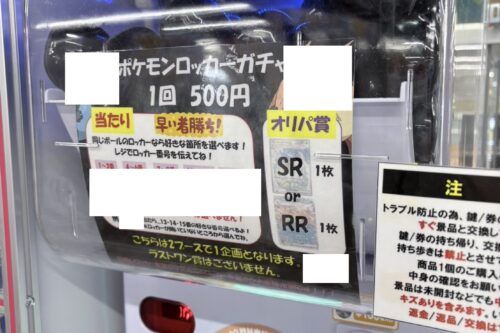 ポケモンロッカーガチャ
1回 500円
当たり 早い者勝ち!
同じボールのロッカーなら好きな箇所を選べます!
レジでロッカー番号を伝えてね!
オリパ賞
SR 1枚
or
RR 1枚
こちらは2ブースで1企画となります。
ラストワン賞はございません。
注
トラブル防止の為、鍵/券
すぐ景品と交換し
鍵/券の持ち帰り、交換
持ち歩きは禁止とさせて
商品1個のご購入
中身の確認をお願い
景品は未開封などでも
キズあり を含みます。
返金/返品/交換は